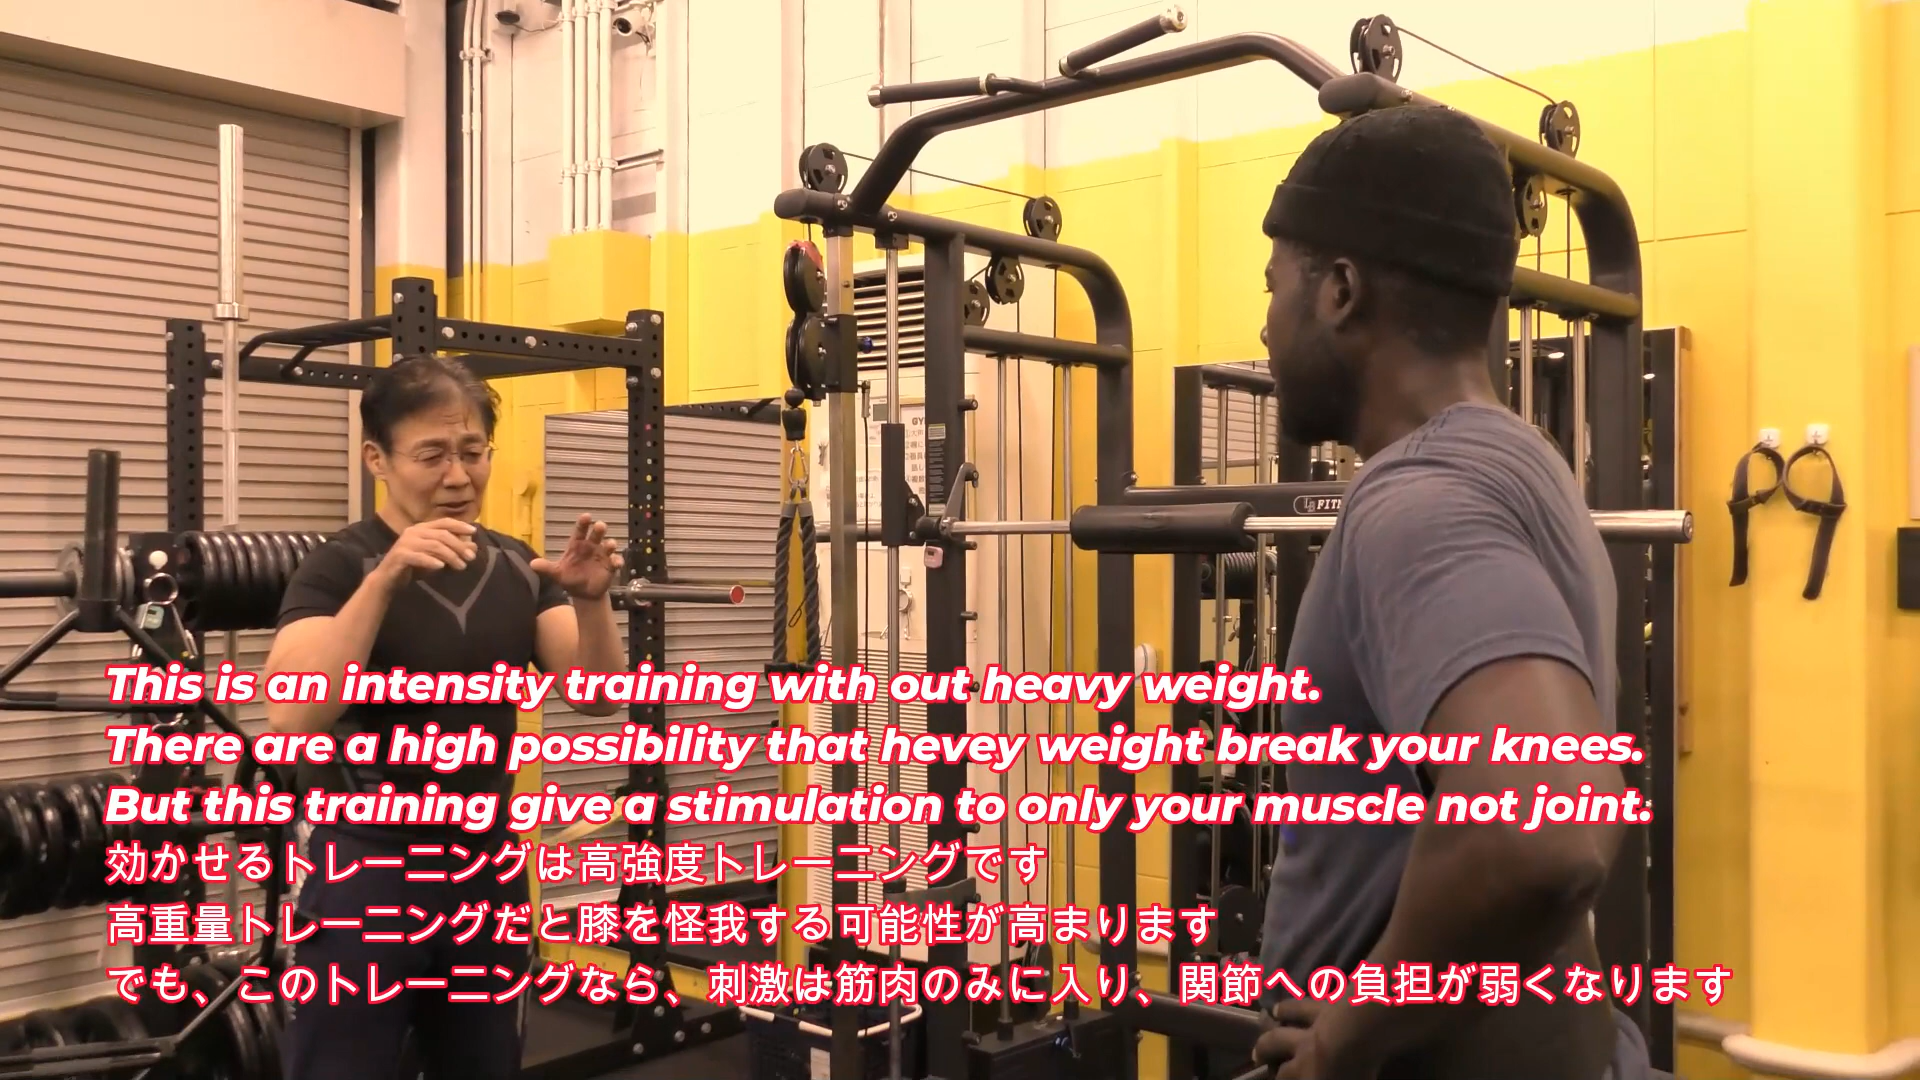 This is an intensity training with out heavy weight.
There are a high possibility that hevey weight break your knees.
But this training give a stimulation to only your muscle not joint.
効かせるトレーニングは高強度トレーニングです
高重量トレーニングだと膝を怪我する可能性が高まります
でも、このトレーニングなら、刺激は筋肉のみに入り、関節への負担が弱くなります